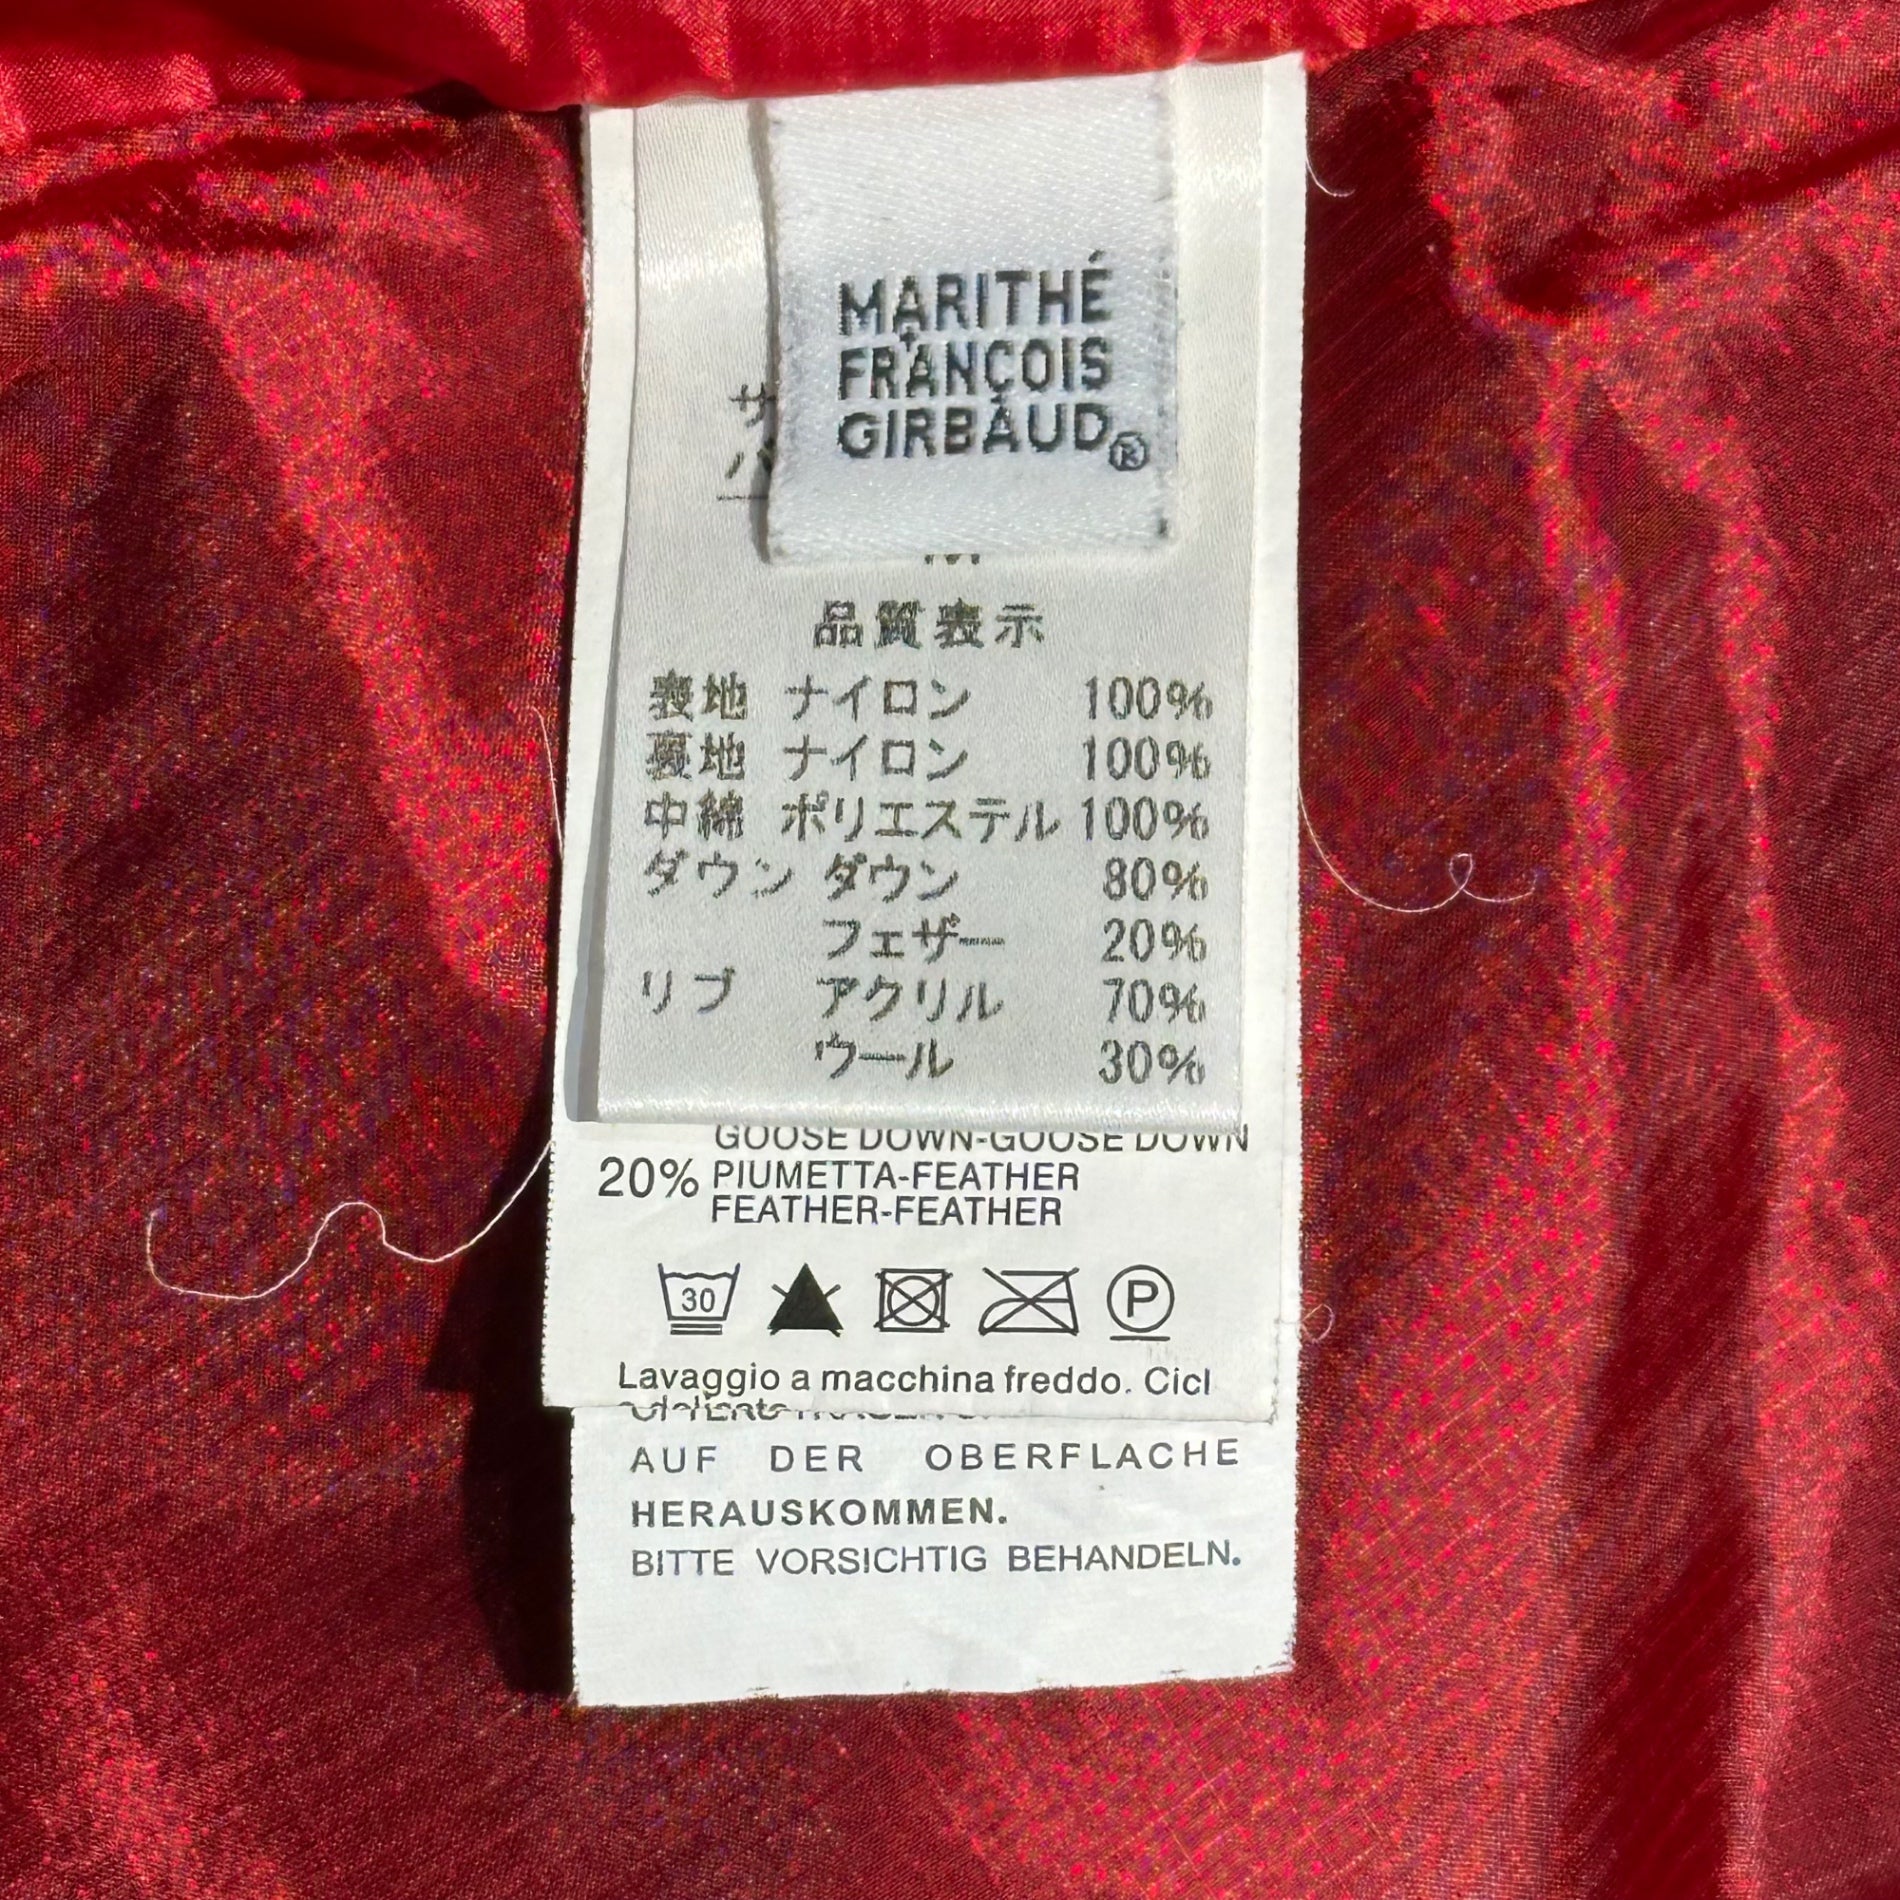 MARITHÉ
+
FRANÇOIS
GIRBAUD®
サ
M
品質表示
表地 ナイロン 100%
裏地 ナイロン 100%
中綿 ポリエステル 100%
ダウン ダウン 80%
フェザー 20%
リブ アクリル 70%
ウール 30%
GOOSE DOWN-GOOSE DOWN
20% PIUMETTA-FEATHER
FEATHER-FEATHER
30
P
Lavaggio a macchina freddo. Cicl
AUF DER OBERFLACHE
HERAUSKOMMEN.
BITTE VORSICHTIG BEHANDELN.